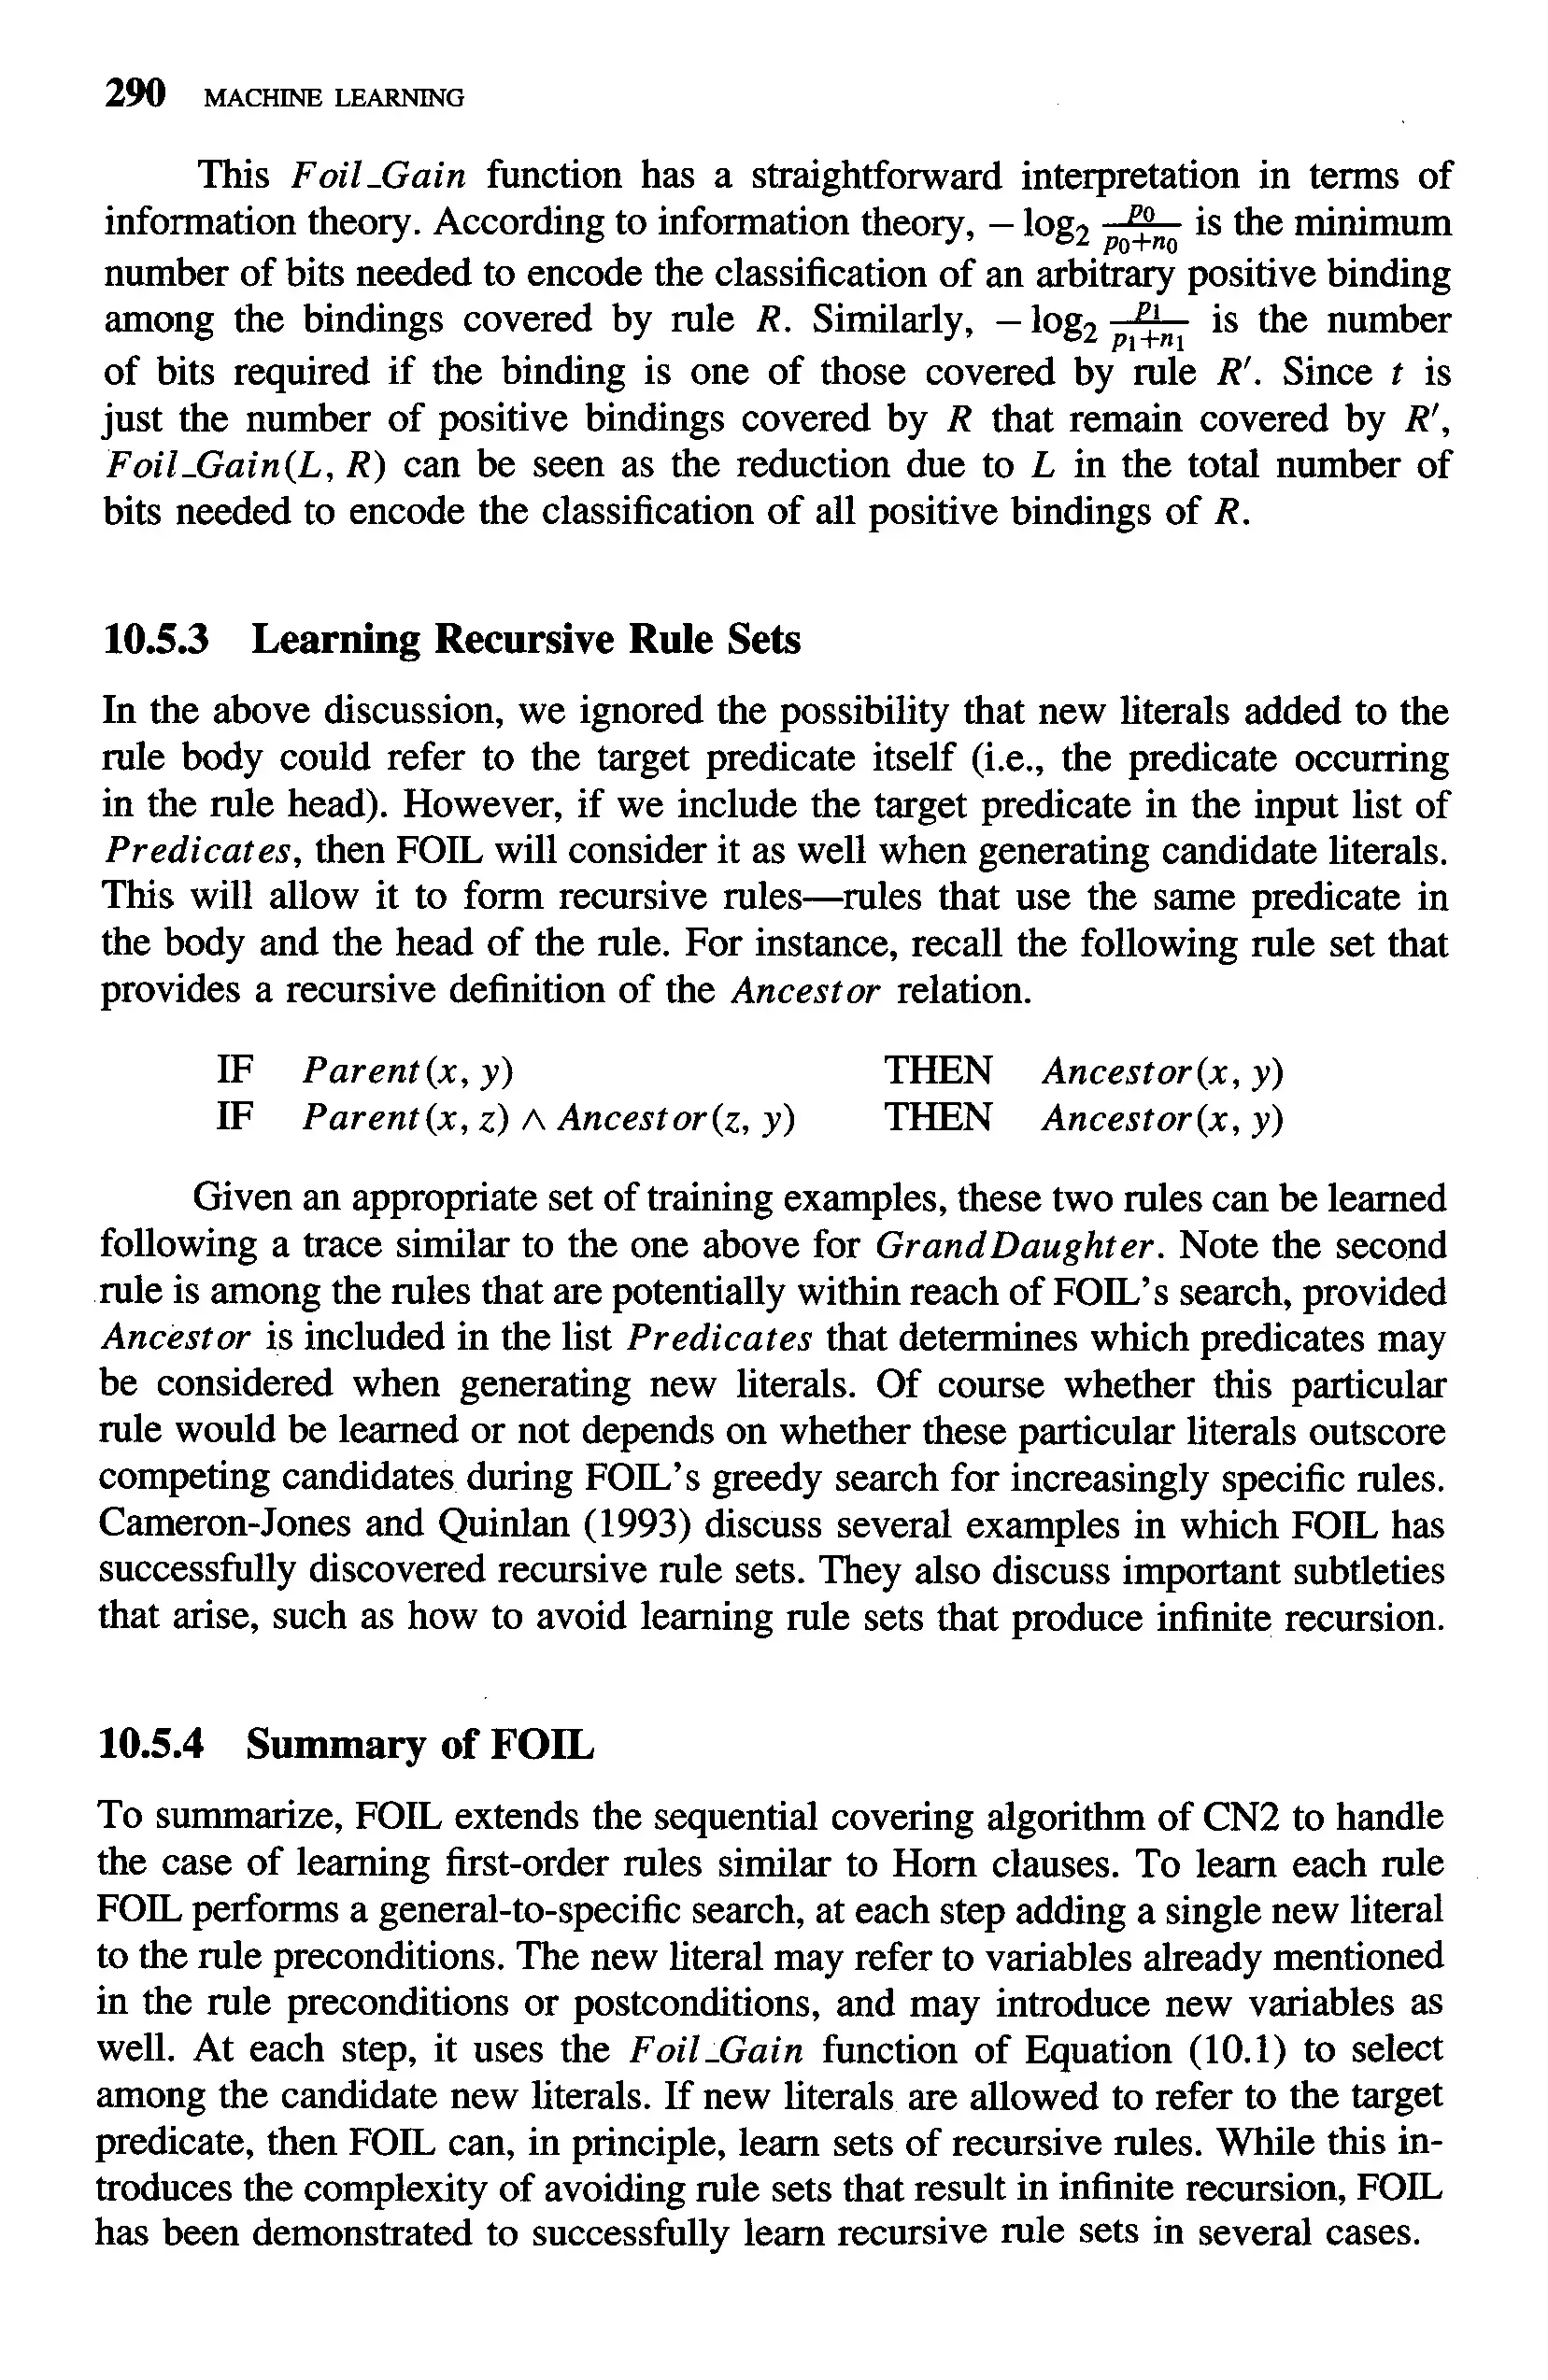 290 MACHINE LEARNING
This Foil_Gain function has a straightforward interpretation in terms of
information theory. According to information theory, − log₂ p₀/(p₀+n₀) is the minimum
number of bits needed to encode the classification of an arbitrary positive binding
among the bindings covered by rule R. Similarly, − log₂ p₁/(p₁+n₁) is the number
of bits required if the binding is one of those covered by rule R′. Since t is
just the number of positive bindings covered by R that remain covered by R′,
Foil_Gain(L, R) can be seen as the reduction due to L in the total number of
bits needed to encode the classification of all positive bindings of R.
10.5.3 Learning Recursive Rule Sets
In the above discussion, we ignored the possibility that new literals added to the
rule body could refer to the target predicate itself (i.e., the predicate occurring
in the rule head). However, if we include the target predicate in the input list of
Predicates, then FOIL will consider it as well when generating candidate literals.
This will allow it to form recursive rules—rules that use the same predicate in
the body and the head of the rule. For instance, recall the following rule set that
provides a recursive definition of the Ancestor relation.
IF Parent(x, y) THEN Ancestor(x, y)
IF Parent(x, z) ∧ Ancestor(z, y) THEN Ancestor(x, y)
Given an appropriate set of training examples, these two rules can be learned
following a trace similar to the one above for GrandDaughter. Note the second
rule is among the rules that are potentially within reach of FOIL's search, provided
Ancestor is included in the list Predicates that determines which predicates may
be considered when generating new literals. Of course whether this particular
rule would be learned or not depends on whether these particular literals outscore
competing candidates during FOIL's greedy search for increasingly specific rules.
Cameron-Jones and Quinlan (1993) discuss several examples in which FOIL has
successfully discovered recursive rule sets. They also discuss important subtleties
that arise, such as how to avoid learning rule sets that produce infinite recursion.
10.5.4 Summary of FOIL
To summarize, FOIL extends the sequential covering algorithm of CN2 to handle
the case of learning first-order rules similar to Horn clauses. To learn each rule
FOIL performs a general-to-specific search, at each step adding a single new literal
to the rule preconditions. The new literal may refer to variables already mentioned
in the rule preconditions or postconditions, and may introduce new variables as
well. At each step, it uses the Foil_Gain function of Equation (10.1) to select
among the candidate new literals. If new literals are allowed to refer to the target
predicate, then FOIL can, in principle, learn sets of recursive rules. While this in-
troduces the complexity of avoiding rule sets that result in infinite recursion, FOIL
has been demonstrated to successfully learn recursive rule sets in several cases.